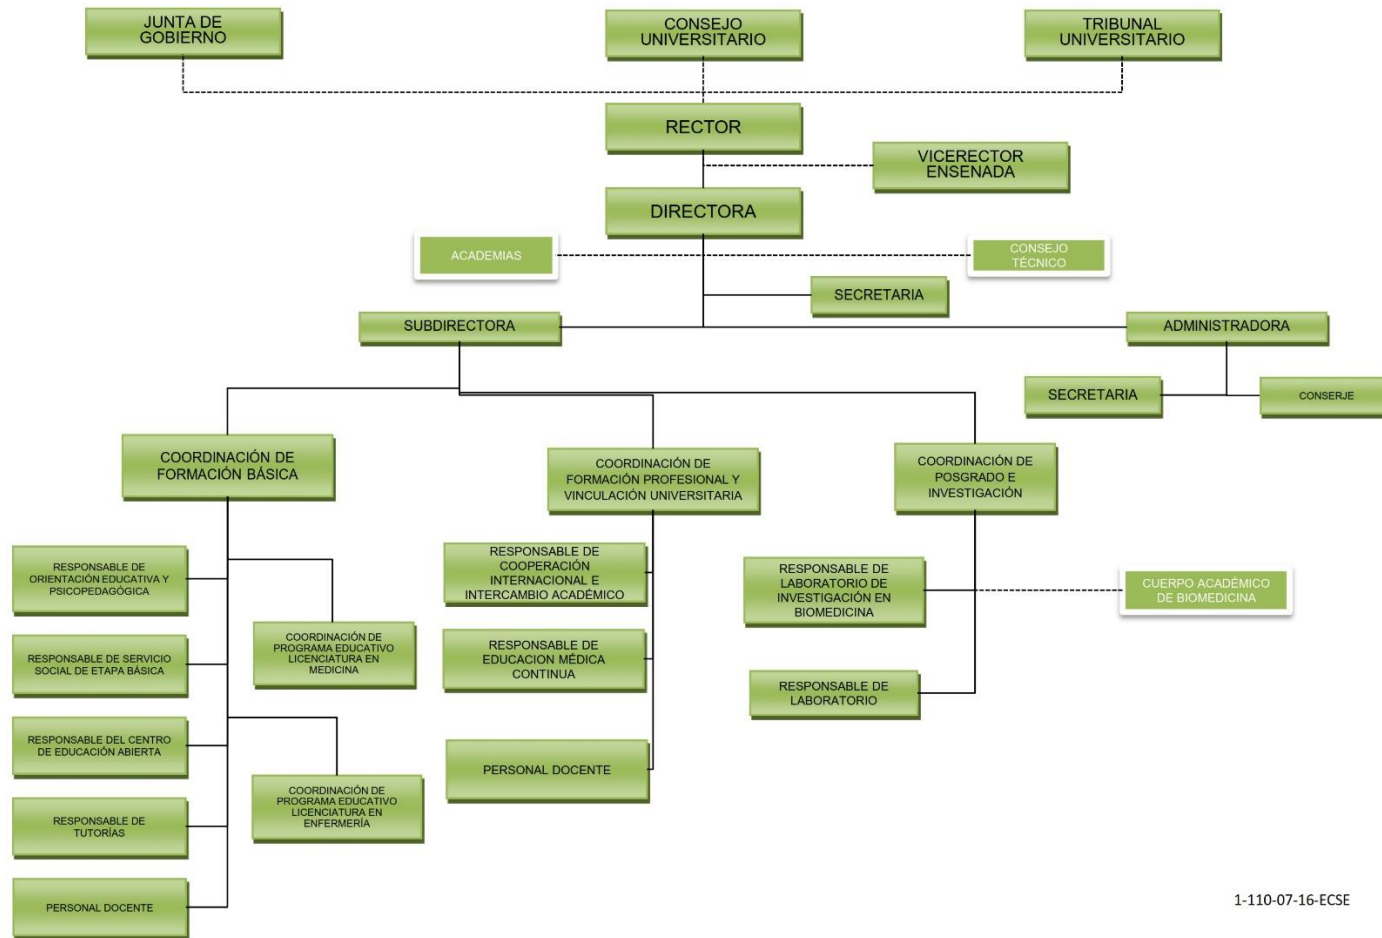 JUNTA DE
GOBIERNO
CONSEJO
UNIVERSITARIO
TRIBUNAL
UNIVERSITARIO
RECTOR
VICERECTOR
ENSENADA
DIRECTORA
ACADEMIAS
CONSEJO
TÉCNICO
SECRETARIA
SUBDIRECTORA
ADMINISTRADORA
SECRETARIA
CONSERJE
COORDINACIÓN DE
FORMACIÓN BÁSICA
COORDINACIÓN DE
FORMACIÓN PROFESIONAL Y
VINCULACIÓN UNIVERSITARIA
COORDINACIÓN DE
POSGRADO E
INVESTIGACIÓN
RESPONSABLE DE
ORIENTACIÓN EDUCATIVA Y
PSICOPEDAGÓGICA
COORDINACIÓN DE
PROGRAMA EDUCATIVO
LICENCIATURA EN
MEDICINA
RESPONSABLE DE SERVICIO
SOCIAL DE ETAPA BÁSICA
RESPONSABLE DEL CENTRO
DE EDUCACIÓN ABIERTA
COORDINACIÓN DE
PROGRAMA EDUCATIVO
LICENCIATURA EN
ENFERMERÍA
RESPONSABLE DE
TUTORÍAS
PERSONAL DOCENTE
RESPONSABLE DE
COOPERACIÓN
INTERNACIONAL E
INTERCAMBIO ACADÉMICO
RESPONSABLE DE
EDUCACION MÉDICA
CONTINUA
PERSONAL DOCENTE
RESPONSABLE DE
LABORATORIO DE
INVESTIGACIÓN EN
BIOMEDICINA
CUERPO ACADÉMICO
DE BIOMEDICINA
RESPONSABLE DE
LABORATORIO
1-110-07-16-ECSE